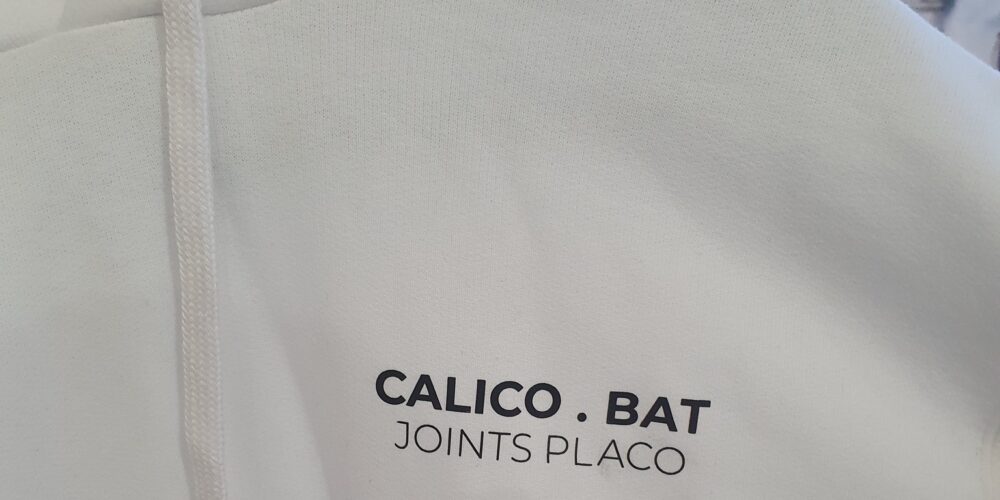 CALICO . BAT
JOINTS PLACO